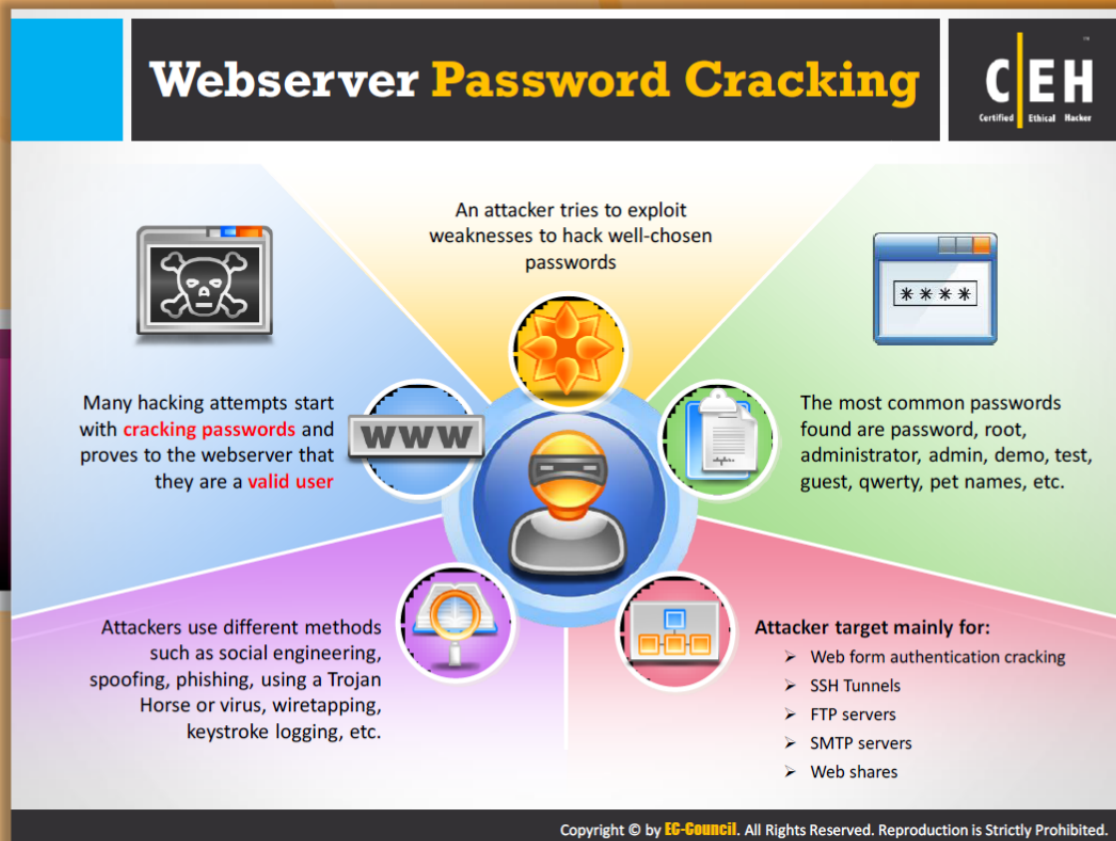 Webserver Password Cracking
C|EH
™
Certified Ethical Hacker
An attacker tries to exploit
weaknesses to hack well-chosen
passwords
* * * *
Many hacking attempts start
with cracking passwords and
proves to the webserver that
they are a valid user
WWW
The most common passwords
found are password, root,
administrator, admin, demo, test,
guest, qwerty, pet names, etc.
Attackers use different methods
such as social engineering,
spoofing, phishing, using a Trojan
Horse or virus, wiretapping,
keystroke logging, etc.
Attacker target mainly for:
➢ Web form authentication cracking
➢ SSH Tunnels
➢ FTP servers
➢ SMTP servers
➢ Web shares
Copyright © by EC-Council. All Rights Reserved. Reproduction is Strictly Prohibited.